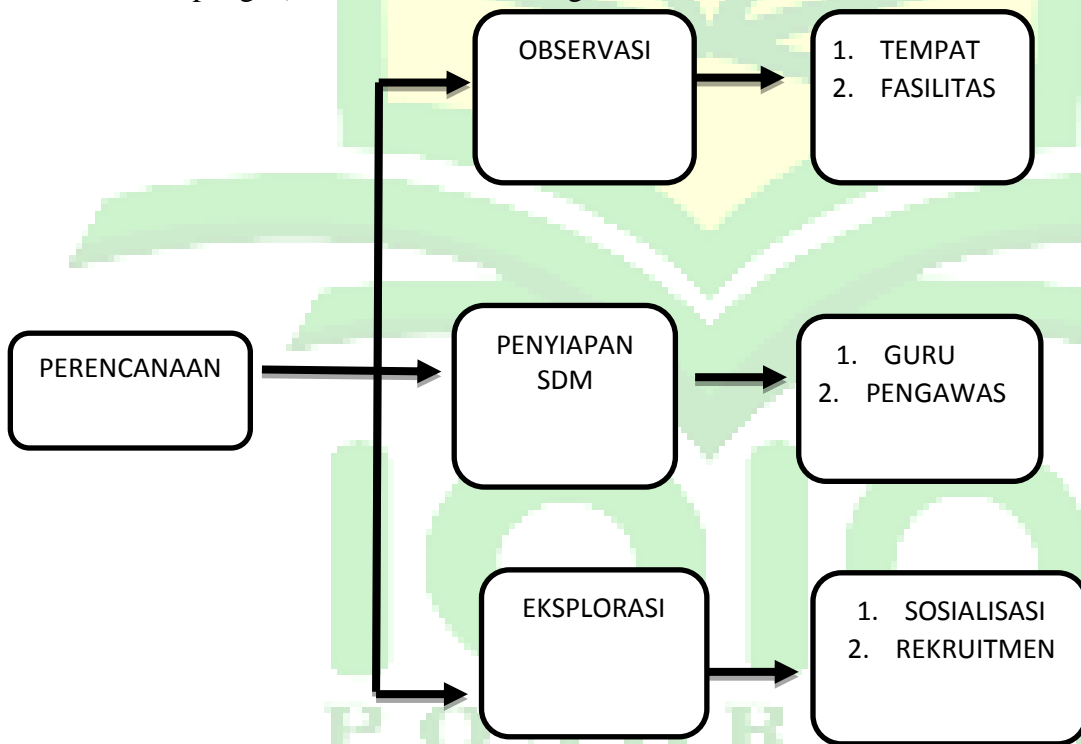 OBSERVASI
1. TEMPAT
2. FASILITAS
PERENCANAAN
PENYIAPAN
SDM
1. GURU
2. PENGAWAS
EKSPLORASI
1. SOSIALISASI
2. REKRUITMEN